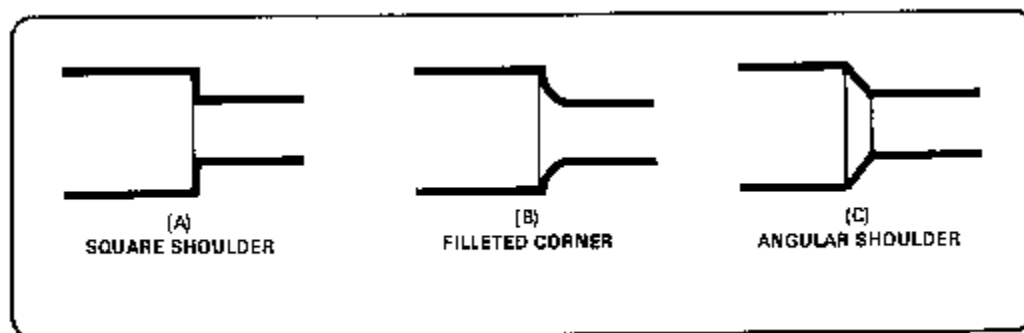 (A)
SQUARE SHOULDER
(B)
FILLETED CORNER
(C)
ANGULAR SHOULDER